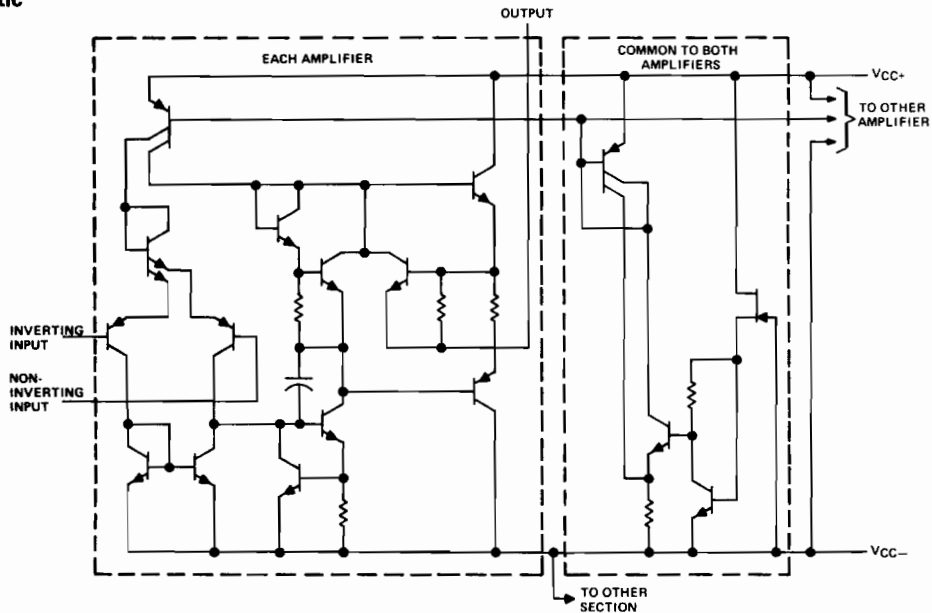 OUTPUT
EACH AMPLIFIER
COMMON TO BOTH
AMPLIFIERS
VCC+
TO OTHER
AMPLIFIER
INVERTING
INPUT
NON-
INVERTING
INPUT
VCC–
TO OTHER
SECTION